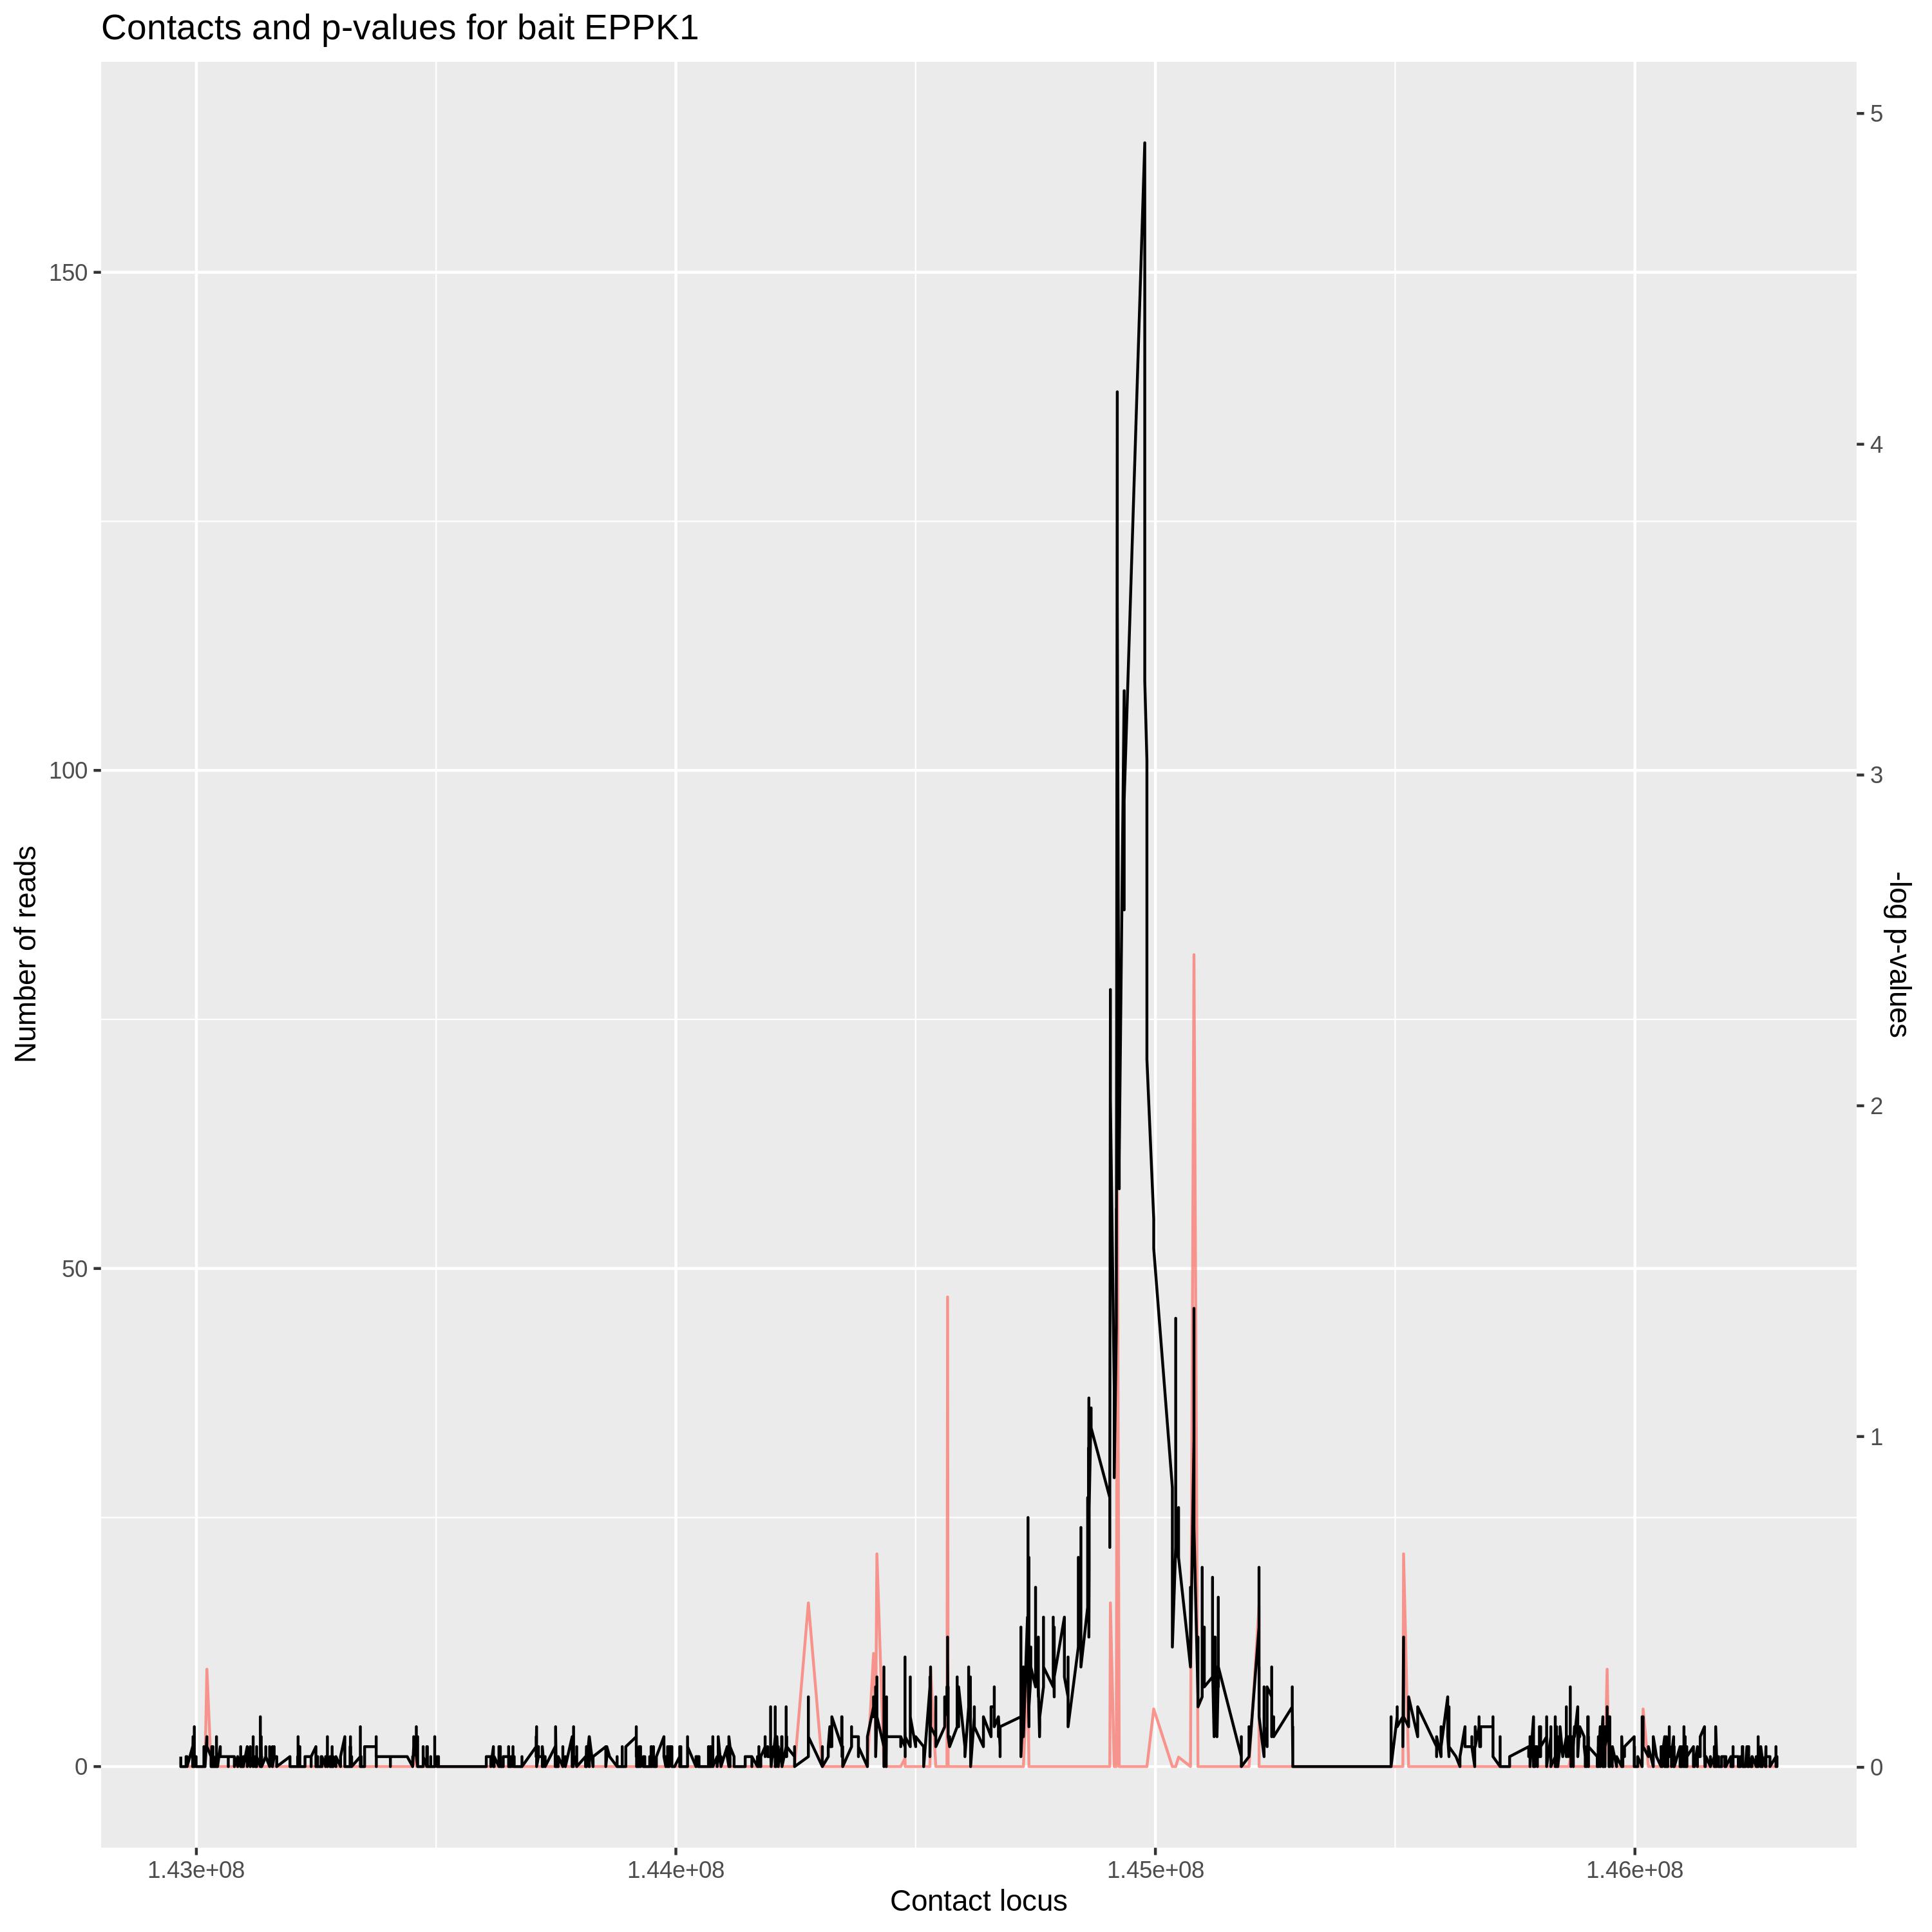 Contacts and p-values for bait EPPK1
Number of reads
150
100
50
0
5
4
3
2
1
0
-log p-values
1.43e+08
1.44e+08
1.45e+08
1.46e+08
Contact locus